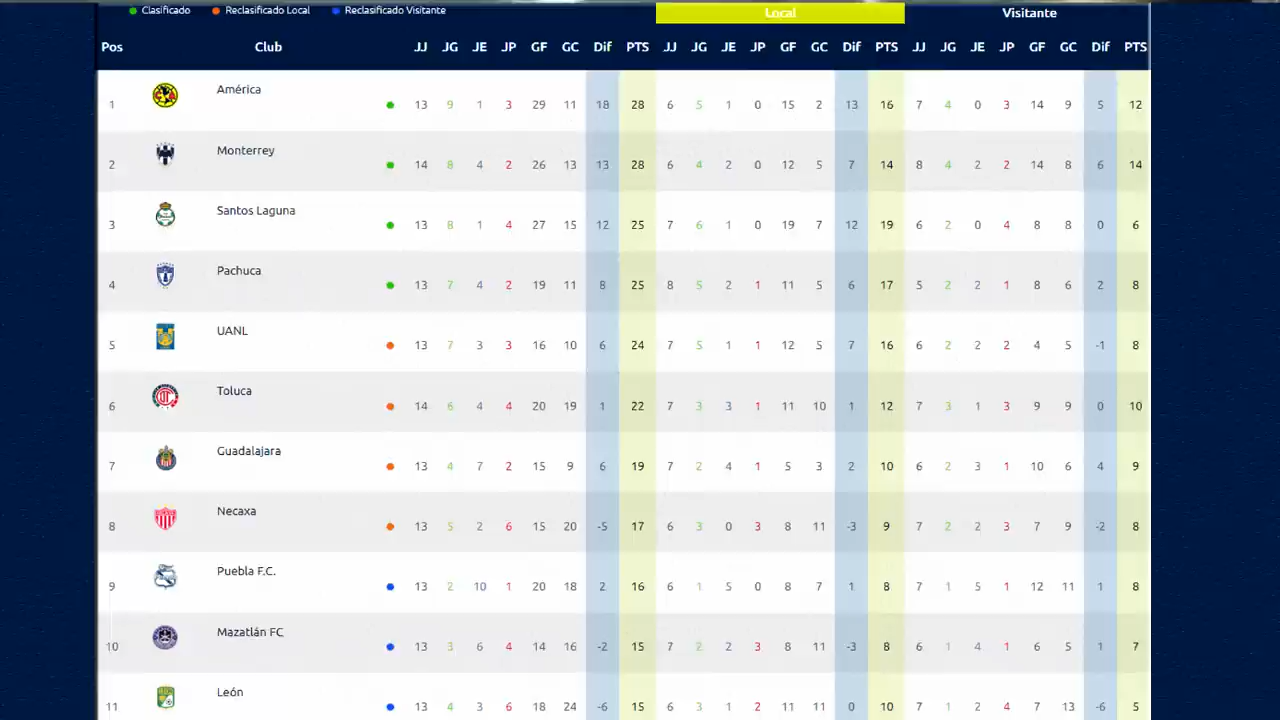 Clasificado Reclasificado Local Reclasificado Visitante Local Visitante
Pos Club JJ JG JE JP GF GC Dif PTS JJ JG JE JP GF GC Dif PTS JJ JG JE JP GF GC Dif PTS
1 América 13 9 1 3 29 11 18 28 6 5 1 0 15 2 13 16 7 4 0 3 14 9 5 12
2 Monterrey 14 8 4 2 26 13 13 28 6 4 2 0 12 5 7 14 8 4 2 2 14 8 6 14
3 Santos Laguna 13 8 1 4 27 15 12 25 7 6 1 0 19 7 12 19 6 2 0 4 8 8 0 6
4 Pachuca 13 7 4 2 19 11 8 25 8 5 2 1 11 5 6 17 5 2 2 1 8 6 2 8
5 UANL 13 7 3 3 16 10 6 24 7 5 1 1 12 5 7 16 6 2 2 2 4 5 -1 8
6 Toluca 14 6 4 4 20 19 1 22 7 3 3 1 11 10 1 12 7 3 1 3 9 9 0 10
7 Guadalajara 13 4 7 2 15 9 6 19 7 2 4 1 5 3 2 10 6 2 3 1 10 6 4 9
8 Necaxa 13 5 2 6 15 20 -5 17 6 3 0 3 8 11 -3 9 7 2 2 3 7 9 -2 8
9 Puebla F.C. 13 2 10 1 20 18 2 16 6 1 5 0 8 7 1 8 7 1 5 1 12 11 1 8
10 Mazatlán FC 13 3 6 4 14 16 -2 15 7 2 2 3 8 11 -3 8 6 1 4 1 6 5 1 7
11 León 13 4 3 6 18 24 -6 15 6 3 1 2 11 11 0 10 7 1 2 4 7 13 -6 5